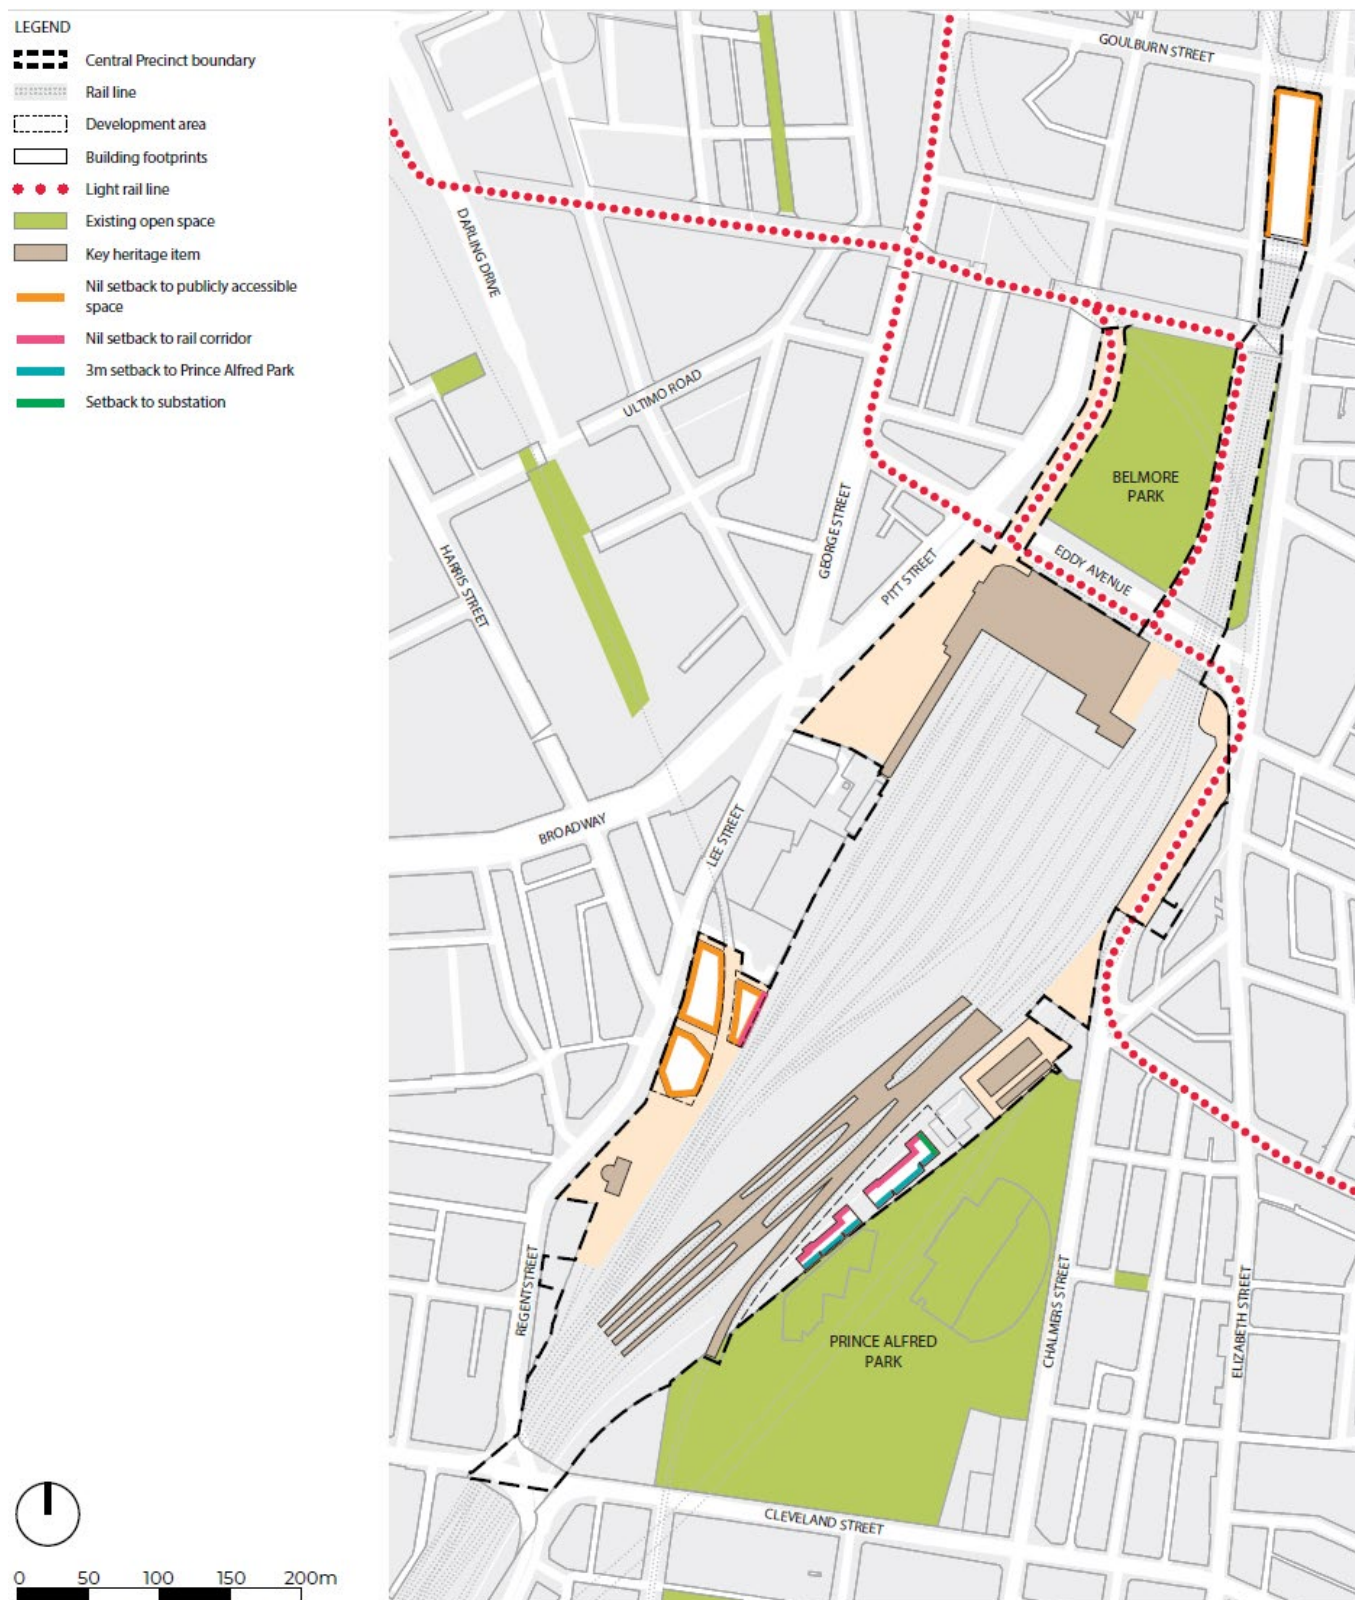 LEGEND
Central Precinct boundary
Rail line
Development area
Building footprints
Light rail line
Existing open space
Key heritage item
Nil setback to publicly accessible
space
Nil setback to rail corridor
3m setback to Prince Alfred Park
Setback to substation
GOULBURN STREET
DARLING DRIVE
ULTIMO ROAD
BELMORE
PARK
GEORGE STREET
PITT STREET
EDDY AVENUE
HARRIS STREET
BROADWAY
LEE STREET
REGENT STREET
PRINCE ALFRED
PARK
CHALMERS STREET
ELIZABETH STREET
CLEVELAND STREET
0 50 100 150 200m